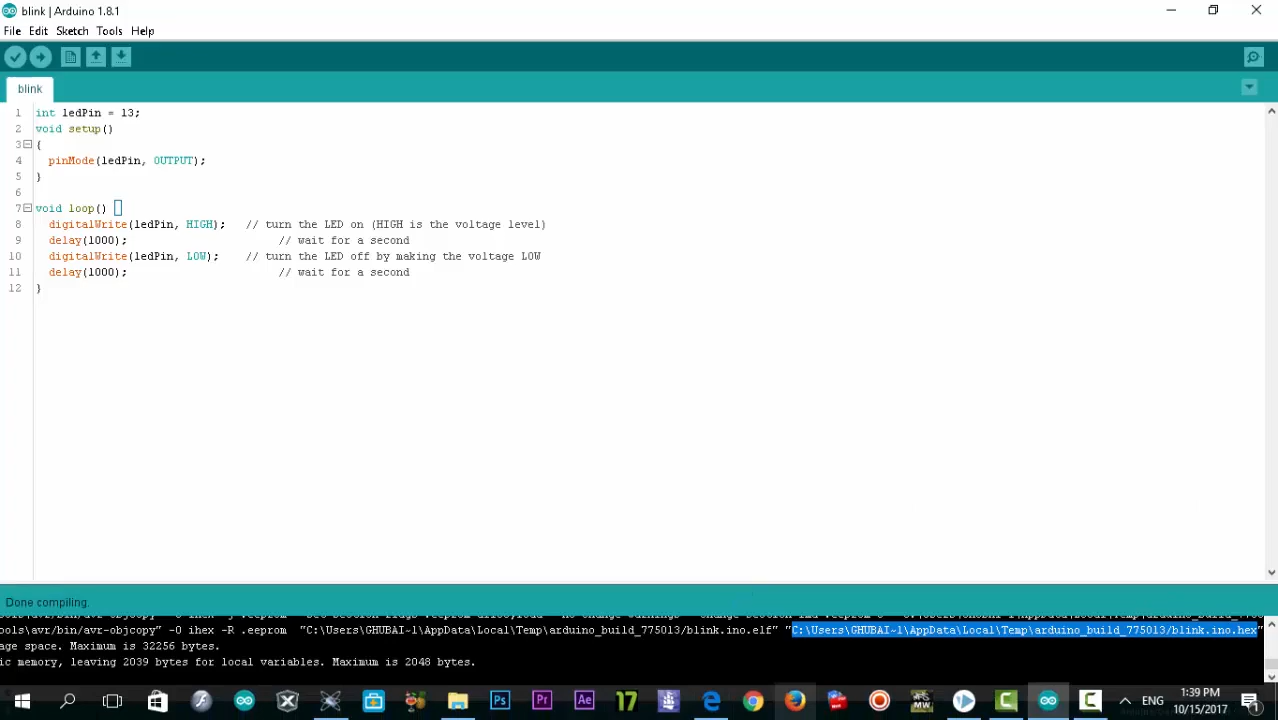 blink | Arduino 1.8.1
File Edit Sketch Tools Help
blink
1 int ledPin = 13;
2 void setup()
3 {
4 pinMode(ledPin, OUTPUT);
5 }
6
7 void loop() {
8 digitalWrite(ledPin, HIGH); // turn the LED on (HIGH is the voltage level)
9 delay(1000); // wait for a second
10 digitalWrite(ledPin, LOW); // turn the LED off by making the voltage LOW
11 delay(1000); // wait for a second
12 }
Done compiling.
ools\avr/bin/avr-objcopy" -O ihex -R .eeprom "C:\Users\GHUBAI~1\AppData\Local\Temp\arduino_build_775013/blink.ino.elf" "C:\Users\GHUBAI~1\AppData\Local\Temp\arduino_build_775013/blink.ino.hex"
age space. Maximum is 32256 bytes.
ic memory, leaving 2039 bytes for local variables. Maximum is 2048 bytes.
Ps Pr Ae 17 MW ENG 1:39 PM
10/15/2017 1